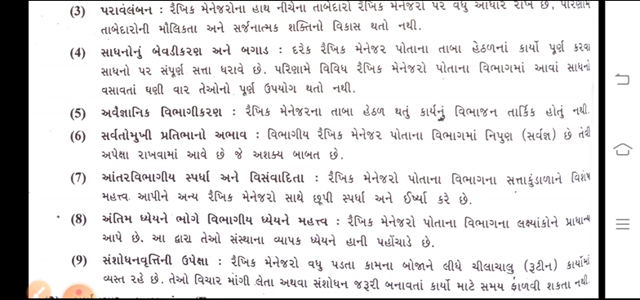 (3) પરાવલંબન : રૈખિક મેનેજરોના હાથ નીચેના તાબેદારો રૈખિક મેનેજરો પર વધુ આધાર રાખે છે, પરિણામે
તાબેદારોની મૌલિકતા અને સર્જનાત્મક શક્તિનો વિકાસ થતો નથી.
(4) સાધનોનું બેવડીકરણ અને બગાડ : દરેક રૈખિક મેનેજર પોતાના તાબા હેઠળનાં કાર્યો પૂર્ણ કરવા
સાધનો પર સંપૂર્ણ સત્તા ધરાવે છે. પરિણામે વિવિધ રૈખિક મેનેજરો પોતાના વિભાગમાં આવાં સાધનો
વસાવતાં ઘણી વાર તેઓનો પૂર્ણ ઉપયોગ થતો નથી.
(5) અવૈજ્ઞાનિક વિભાગીકરણ : રૈખિક મેનેજરના તાબા હેઠળ થતું કાર્યનું વિભાજન તાર્કિક હોતું નથી.
(6) સર્વતોમુખી પ્રતિભાનો અભાવ : વિભાગીય રૈખિક મેનેજર પોતાના વિભાગમાં નિપુણ (સર્વજ્ઞ) છે તેવી
અપેક્ષા રાખવામાં આવે છે જે અશક્ય બાબત છે.
(7) આંતરવિભાગીય સ્પર્ધા અને વિસંવાદિતા : રૈખિક મેનેજરો પોતાના વિભાગના સત્તાકુંડાળાને વિશેષ
મહત્ત્વ આપીને અન્ય રૈખિક મેનેજરો સાથે છૂપી સ્પર્ધા અને ઈર્ષ્યા કરે છે.
(8) અંતિમ ધ્યેયને ભોગે વિભાગીય ધ્યેયને મહત્ત્વ : રૈખિક મેનેજરો પોતાના વિભાગના લક્ષ્યાંકોને પ્રાધાન્ય
આપે છે. આ દ્વારા તેઓ સંસ્થાના વ્યાપક ધ્યેયને હાની પહોંચાડે છે.
(9) સંશોધનવૃત્તિની ઉપેક્ષા : રૈખિક મેનેજરો વધુ પડતા કામના બોજાને લીધે ચીલાચાલુ (રૂટીન) કાર્યોમાં
વ્યસ્ત રહે છે. તેઓ વિચાર માંગી લેતા અથવા સંશોધન જરૂરી બનાવતાં કાર્યો માટે સમય ફાળવી શકતા નથી.